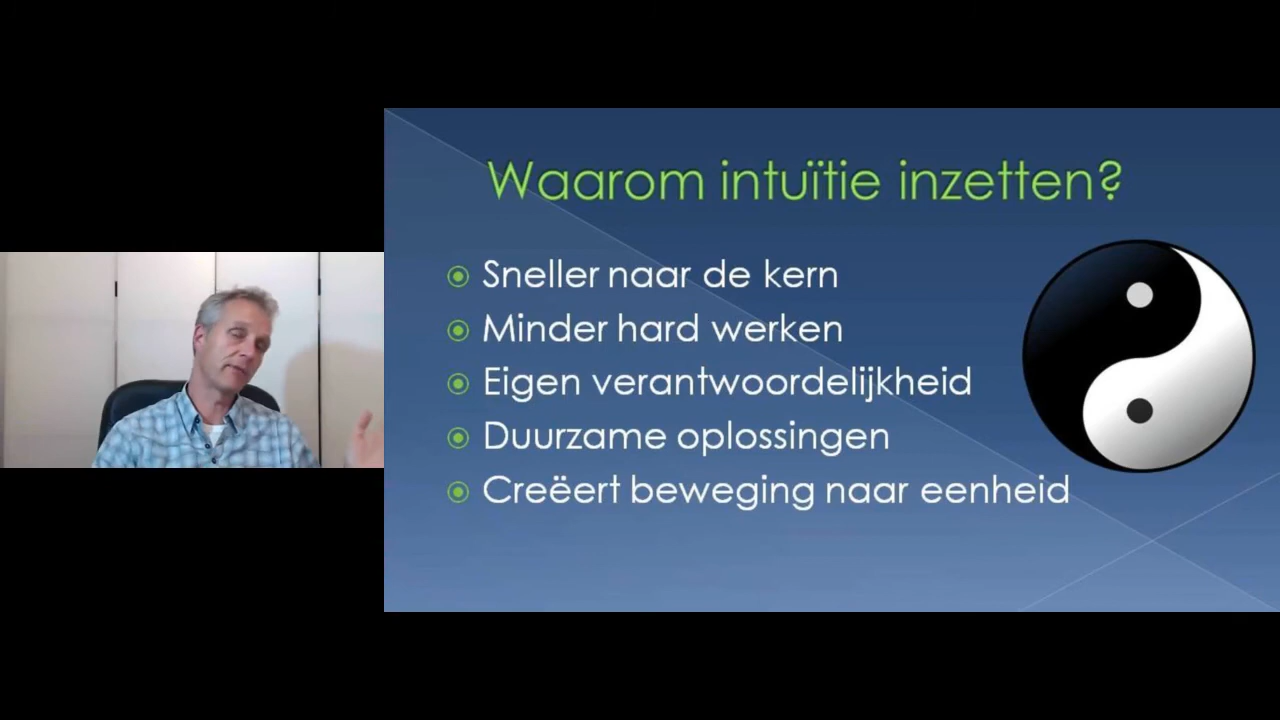 Waarom intuïtie inzetten?
Sneller naar de kern
Minder hard werken
Eigen verantwoordelijkheid
Duurzame oplossingen
Creëert beweging naar eenheid